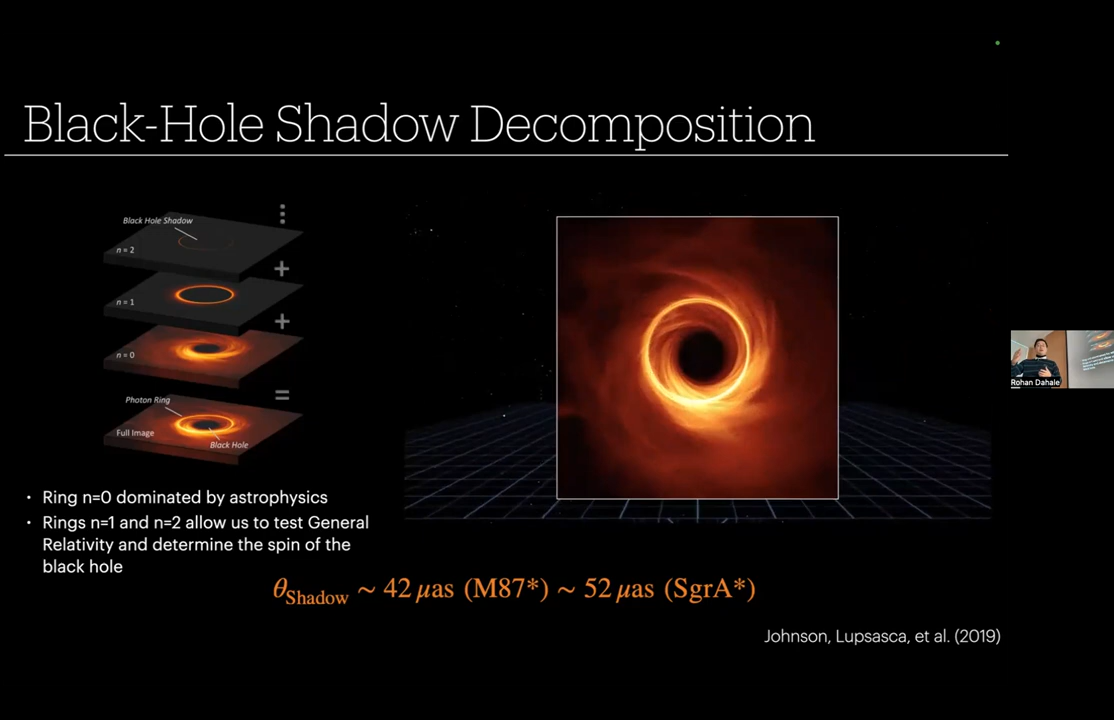 Black-Hole Shadow Decomposition
Black Hole Shadow
n = 2
+
n = 1
+
n = 0
=
Photon Ring
Full Image
Black Hole
• Ring n=0 dominated by astrophysics
• Rings n=1 and n=2 allow us to test General
Relativity and determine the spin of the
black hole
θShadow ~ 42 μas (M87*) ~ 52 μas (SgrA*)
Johnson, Lupsasca, et al. (2019)
Rohan Dahale